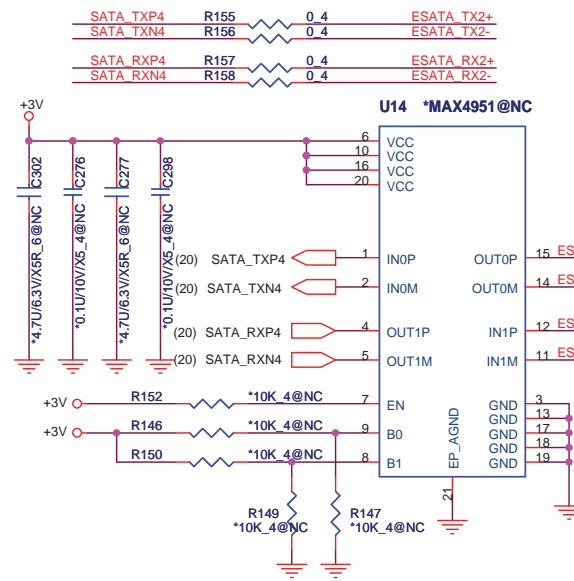 SATA_TXP4 R155 0_4 ESATA_TX2+
SATA_TXN4 R156 0_4 ESATA_TX2-
SATA_RXP4 R157 0_4 ESATA_RX2+
SATA_RXN4 R158 0_4 ESATA_RX2-
+3V
U14 *MAX4951@NC
6 VCC
10 VCC
16 VCC
20 VCC
C302
*4.7U/6.3V/X5R_6@NC
C276
*0.1U/10V/X5_4@NC
C277
*4.7U/6.3V/X5R_6@NC
C298
*0.1U/10V/X5_4@NC
(20) SATA_TXP4 1 IN0P OUT0P 15 ES
(20) SATA_TXN4 2 IN0M OUT0M 14 ES
(20) SATA_RXP4 4 OUT1P IN1P 12 ES
(20) SATA_RXN4 5 OUT1M IN1M 11 ES
+3V R152 *10K_4@NC 7 EN GND 3
GND 13
+3V R146 *10K_4@NC 9 B0 GND 17
GND 18
R150 *10K_4@NC 8 B1 GND 19
EP_AGND
21
R149
*10K_4@NC
R147
*10K_4@NC